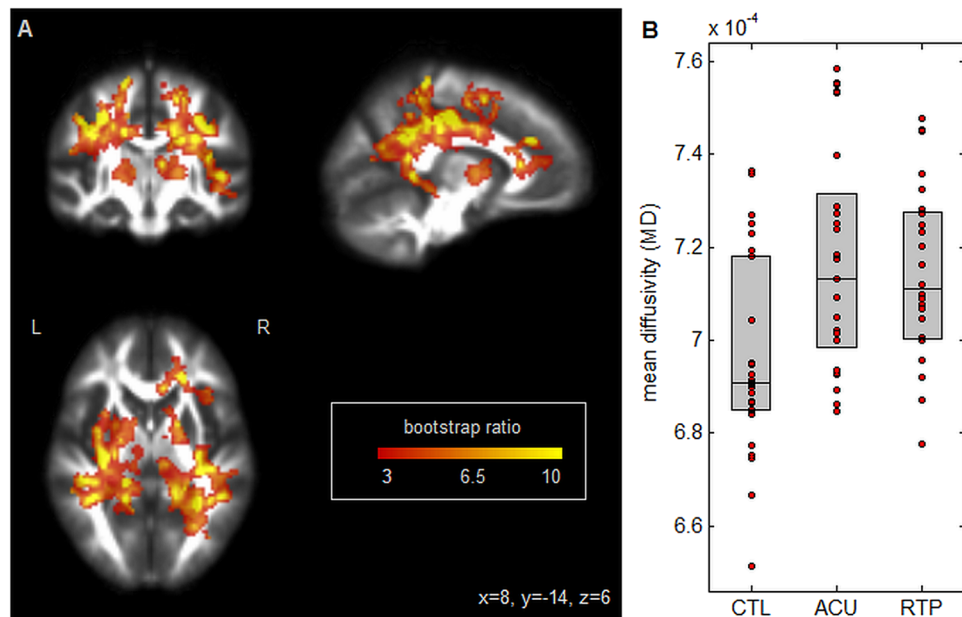 A
L
R
bootstrap ratio
3 6.5 10
x=8, y=-14, z=6
B
x 10⁻⁴
mean diffusivity (MD)
7.6
7.4
7.2
7
6.8
6.6
CTL ACU RTP